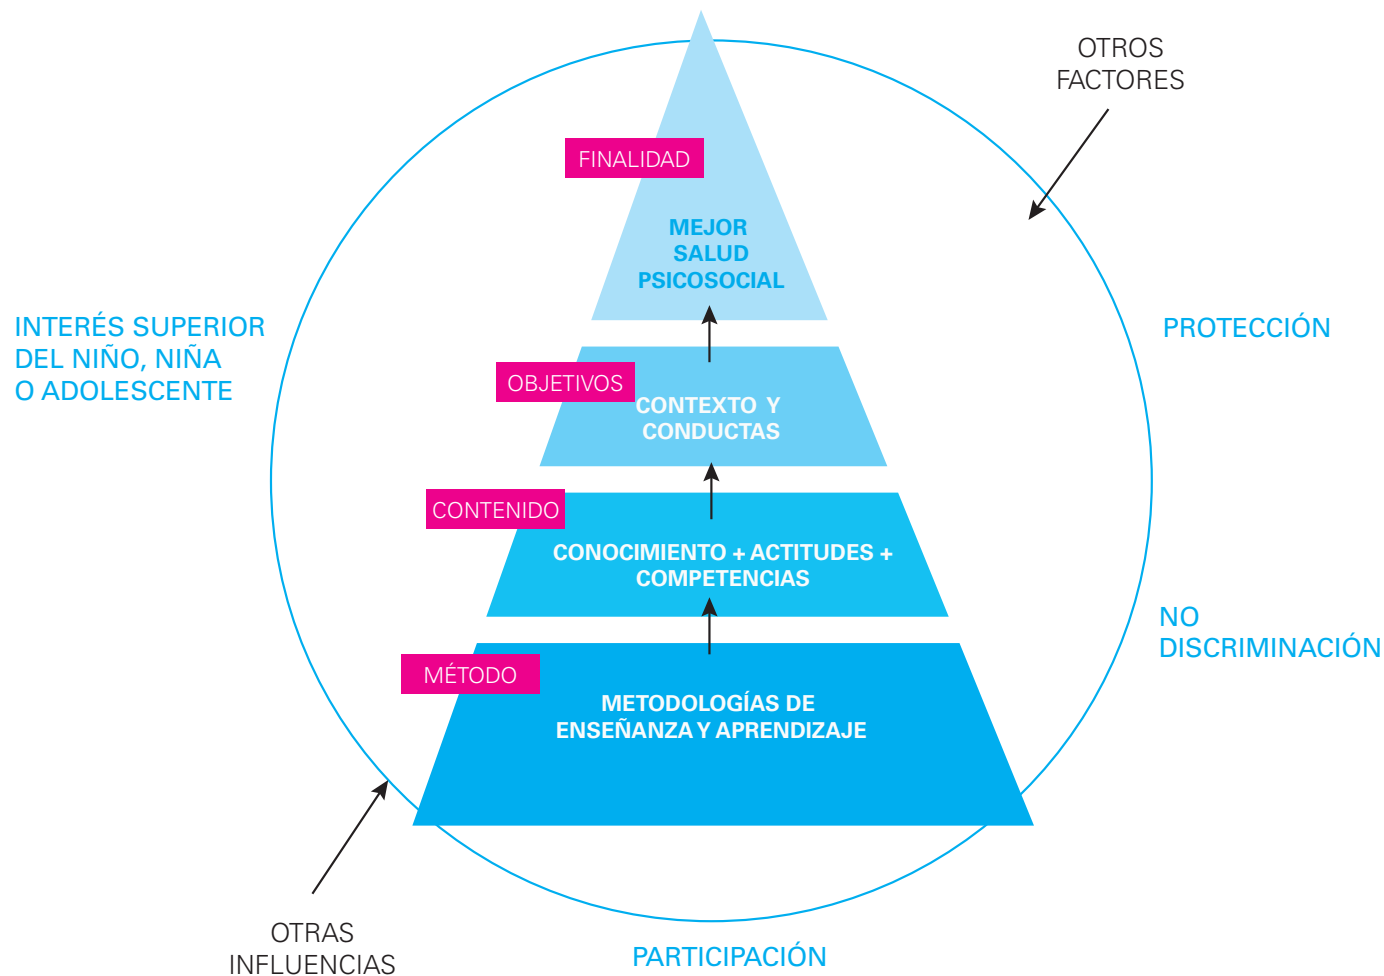 OTROS
FACTORES
FINALIDAD
MEJOR
SALUD
PSICOSOCIAL
INTERÉS SUPERIOR
DEL NIÑO, NIÑA
O ADOLESCENTE
PROTECCIÓN
OBJETIVOS
CONTEXTO Y
CONDUCTAS
CONTENIDO
CONOCIMIENTO + ACTITUDES +
COMPETENCIAS
NO
DISCRIMINACIÓN
MÉTODO
METODOLOGÍAS DE
ENSEÑANZA Y APRENDIZAJE
OTRAS
INFLUENCIAS
PARTICIPACIÓN